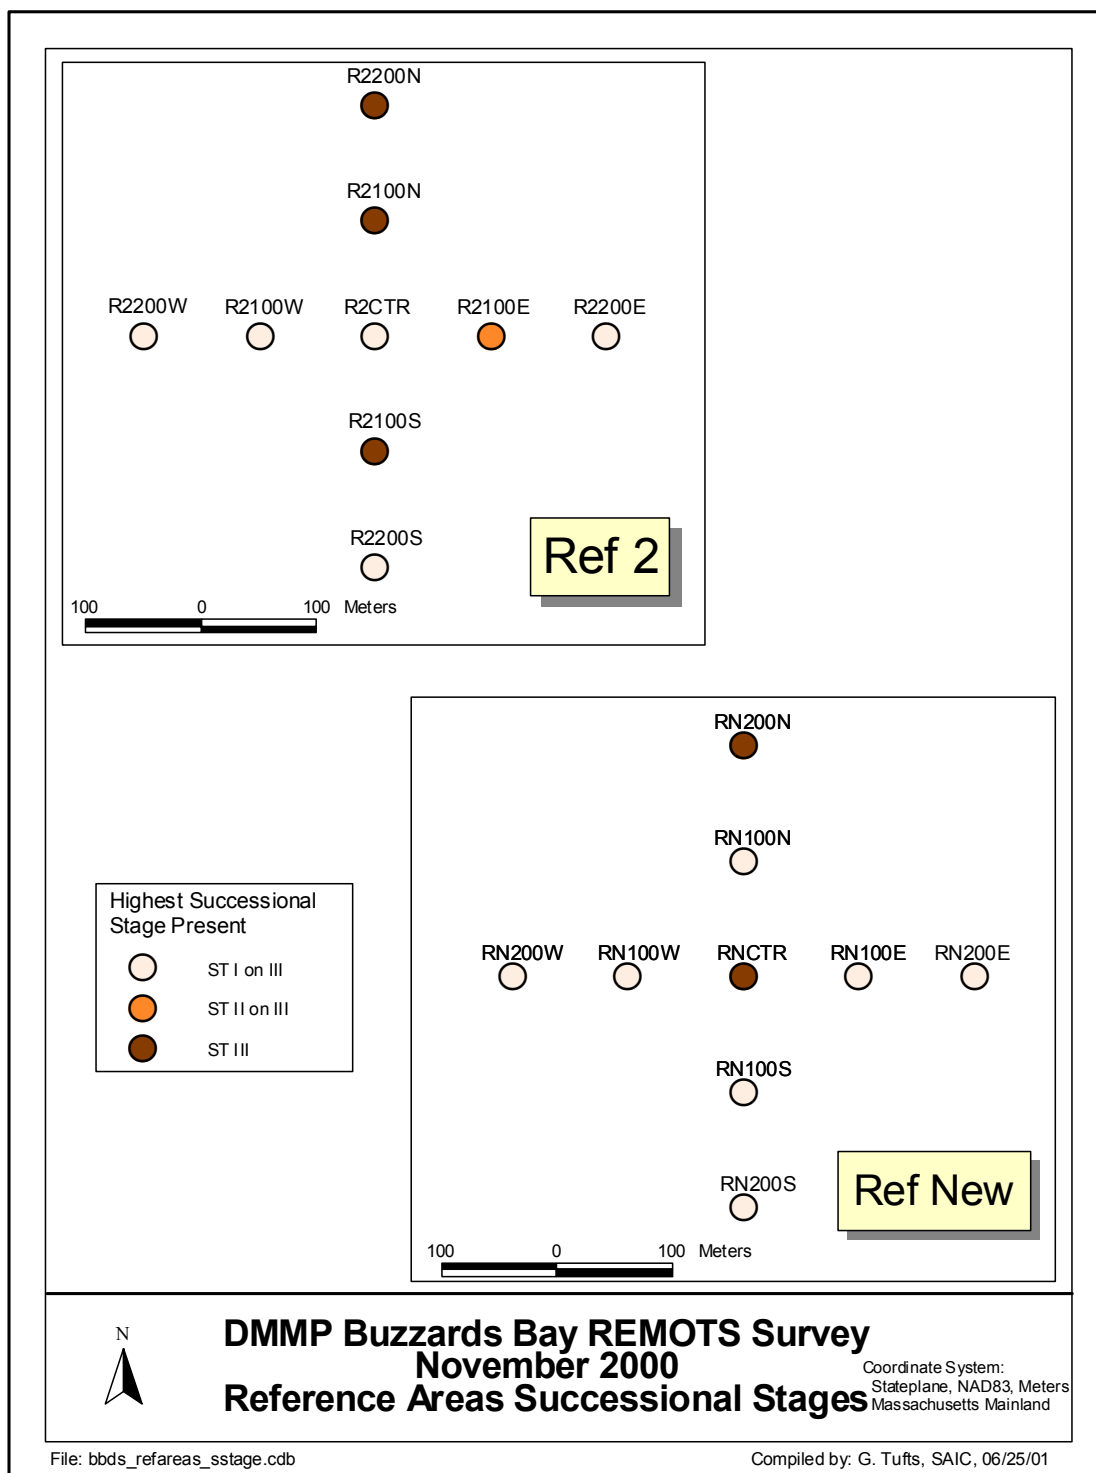 R2200N
R2100N
R2200W R2100W R2CTR R2100E R2200E
R2100S
R2200S
Ref 2
100 0 100 Meters
RN200N
RN100N
RN200W RN100W RNCTR RN100E RN200E
RN100S
RN200S
Ref New
100 0 100 Meters
Highest Successional
Stage Present
ST I on III
ST II on III
ST III
N
DMMP Buzzards Bay REMOTS Survey
November 2000
Reference Areas Successional Stages
Coordinate System:
Stateplane, NAD83, Meters
Massachusetts Mainland
File: bbds_refareas_sstage.cdb
Compiled by: G. Tufts, SAIC, 06/25/01